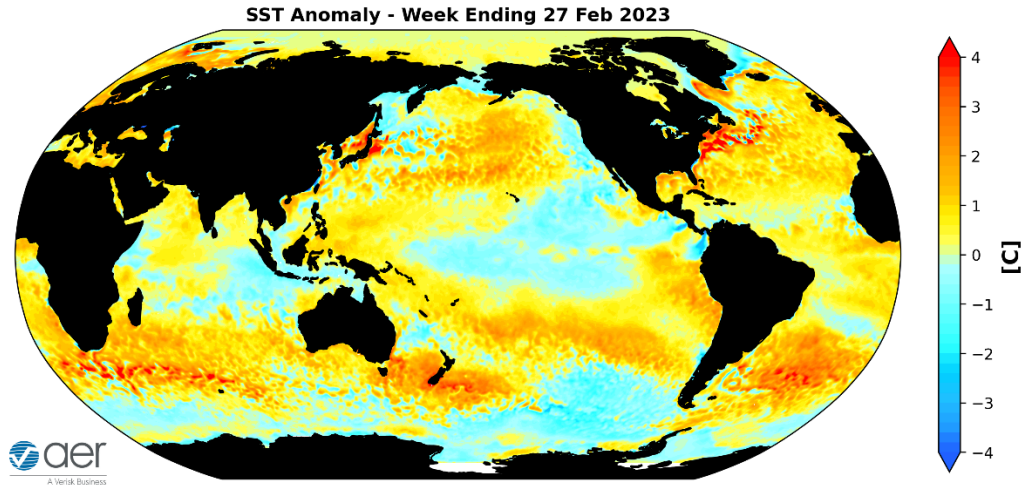 SST Anomaly - Week Ending 27 Feb 2023
4
3
2
1
0
−1
−2
−3
−4
[C]
aer
A Verisk Business